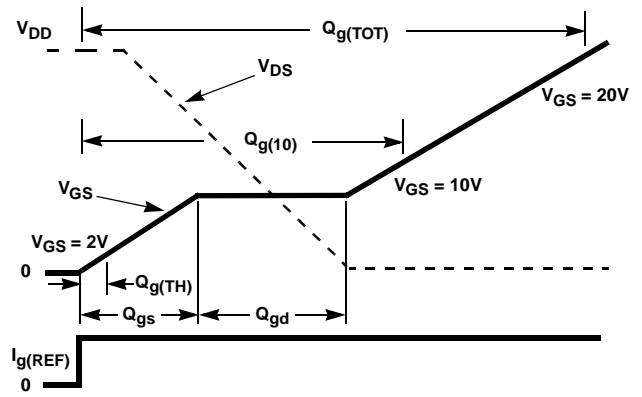 V_DD
Q_g(TOT)
V_DS
V_GS = 20V
Q_g(10)
V_GS
V_GS = 10V
V_GS = 2V
0
Q_g(TH)
Q_gs
Q_gd
I_g(REF)
0